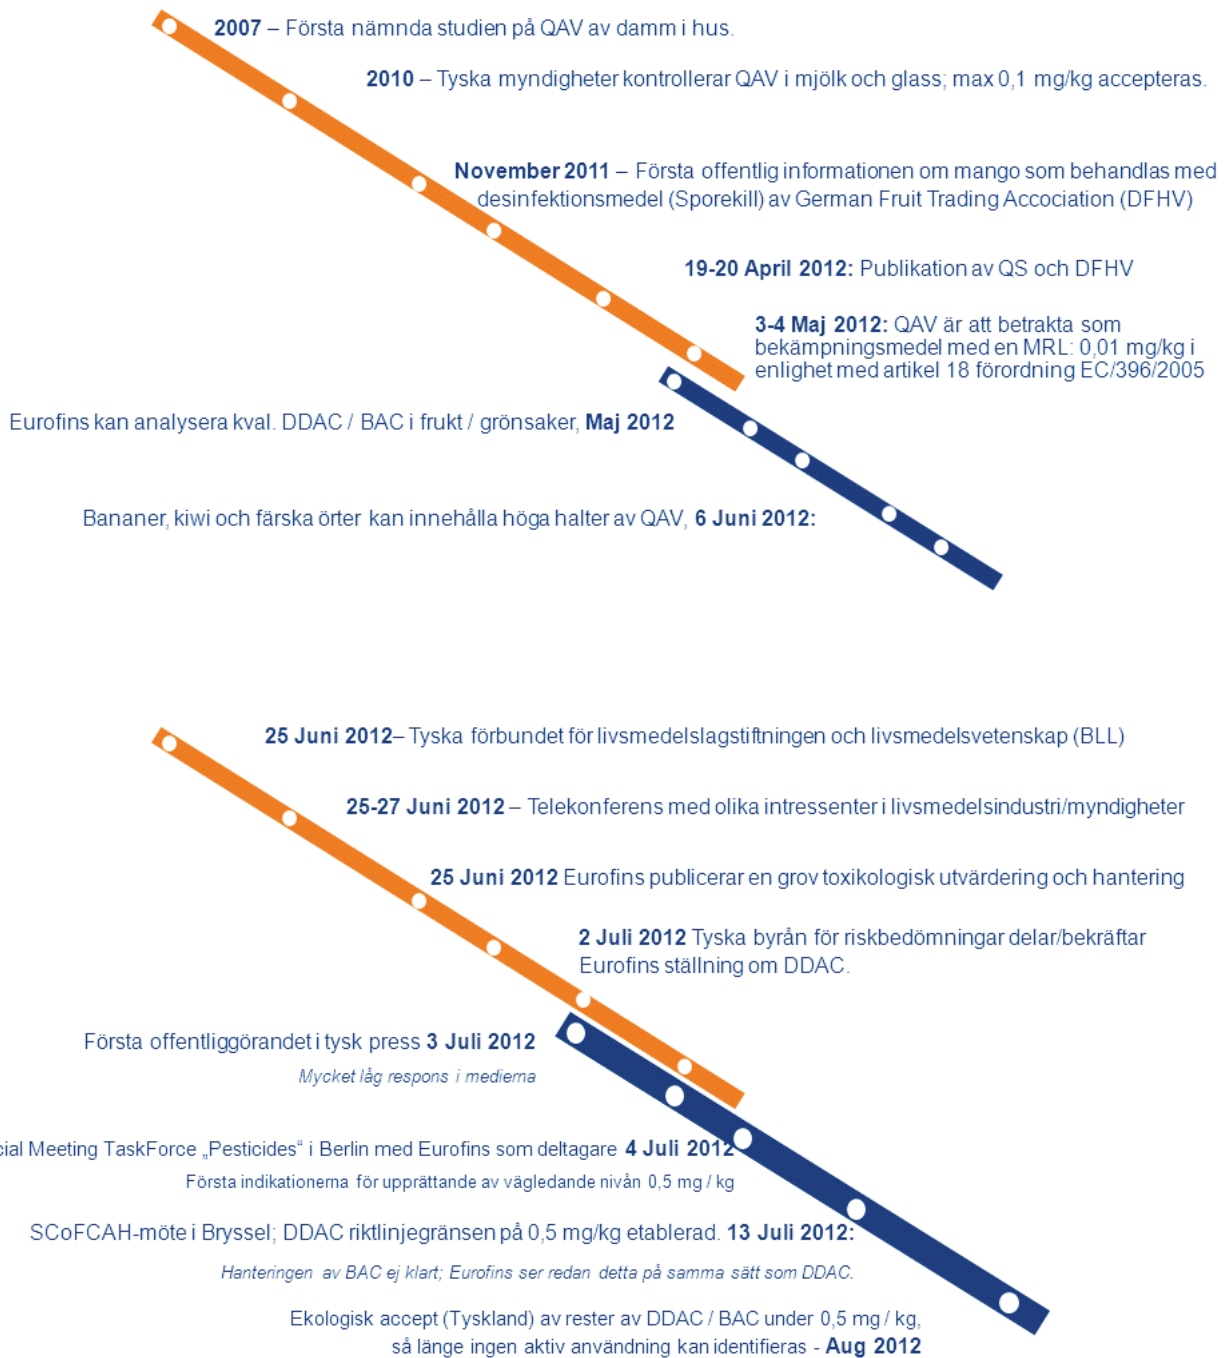 2007 – Första nämnda studien på QAV av damm i hus.
2010 – Tyska myndigheter kontrollerar QAV i mjölk och glass; max 0,1 mg/kg accepteras.
November 2011 – Första offentlig informationen om mango som behandlas med
desinfektionsmedel (Sporekill) av German Fruit Trading Accociation (DFHV)
19-20 April 2012: Publikation av QS och DFHV
3-4 Maj 2012: QAV är att betrakta som
bekämpningsmedel med en MRL: 0,01 mg/kg i
enlighet med artikel 18 förordning EC/396/2005
Eurofins kan analysera kval. DDAC / BAC i frukt / grönsaker, Maj 2012
Bananer, kiwi och färska örter kan innehålla höga halter av QAV, 6 Juni 2012:
25 Juni 2012– Tyska förbundet för livsmedelslagstiftningen och livsmedelsvetenskap (BLL)
25-27 Juni 2012 – Telekonferens med olika intressenter i livsmedelsindustri/myndigheter
25 Juni 2012 Eurofins publicerar en grov toxikologisk utvärdering och hantering
2 Juli 2012 Tyska byrån för riskbedömningar delar/bekräftar
Eurofins ställning om DDAC.
Första offentliggörandet i tysk press 3 Juli 2012
Mycket låg respons i medierna
cial Meeting TaskForce „Pesticides“ i Berlin med Eurofins som deltagare 4 Juli 2012
Första indikationerna för upprättande av vägledande nivån 0,5 mg / kg
SCoFCAH-möte i Bryssel; DDAC riktlinjegränsen på 0,5 mg/kg etablerad. 13 Juli 2012:
Hanteringen av BAC ej klart; Eurofins ser redan detta på samma sätt som DDAC.
Ekologisk accept (Tyskland) av rester av DDAC / BAC under 0,5 mg / kg,
så länge ingen aktiv användning kan identifieras - Aug 2012